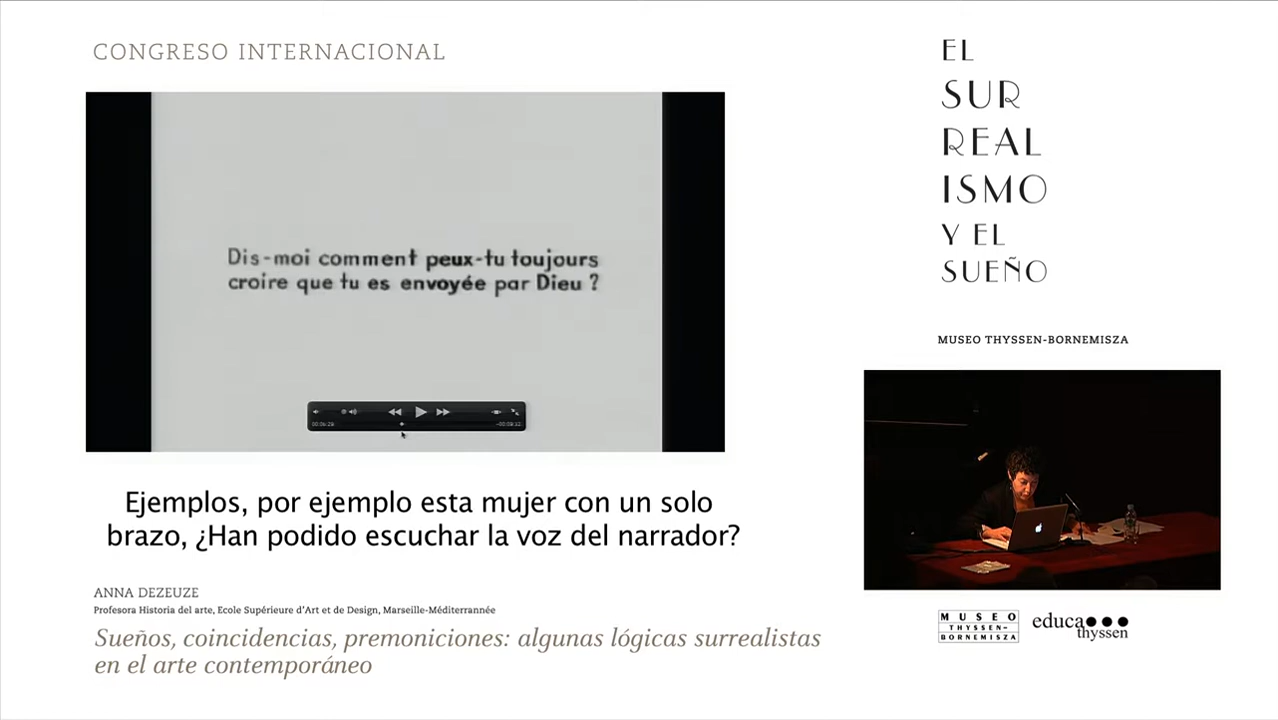 CONGRESO INTERNACIONAL
Dis-moi comment peux-tu toujours
croire que tu es envoyée par Dieu ?
Ejemplos, por ejemplo esta mujer con un solo
brazo, ¿Han podido escuchar la voz del narrador?
ANNA DEZEUZE
Profesora Historia del arte, Ecole Supérieure d'Art et de Design, Marseille-Méditerrannée
Sueños, coincidencias, premoniciones: algunas lógicas surrealistas
en el arte contemporáneo
EL
SUR
REAL
ISMO
Y EL
SUEÑO
MUSEO THYSSEN-BORNEMISZA
MUSEO
THYSSEN-
BORNEMISZA
educa
thyssen